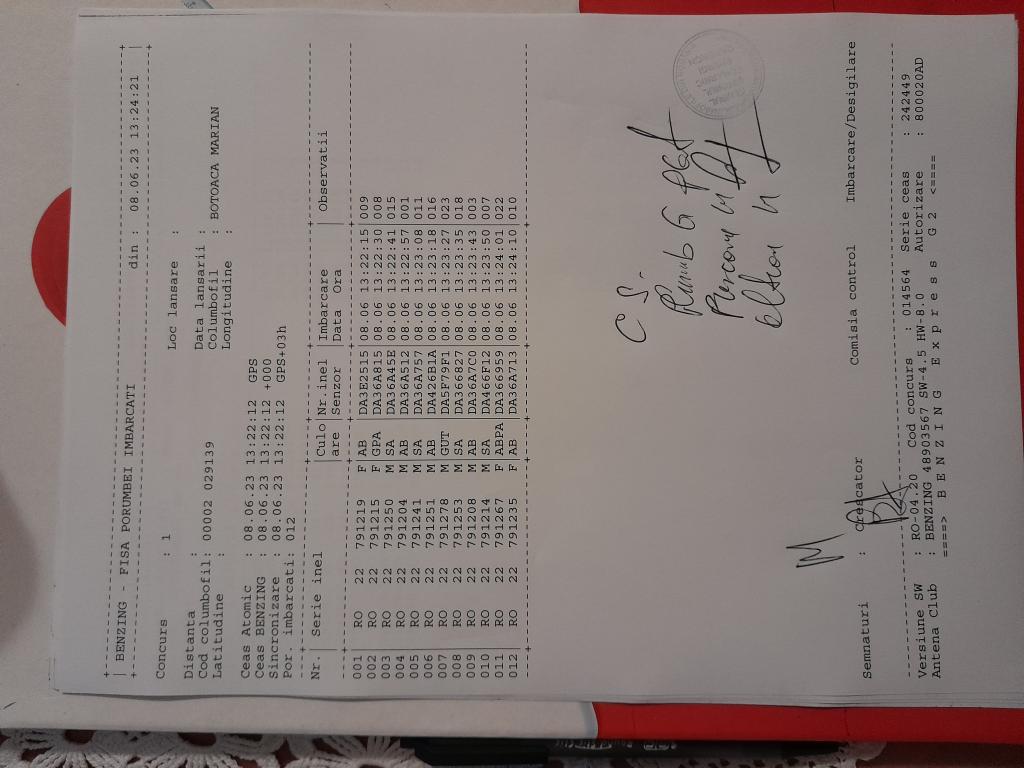 BENZING - FISA PORUMBEI IMBARCATI din : 08.06.23 13:24:21
Concurs : 1 Loc lansare :
Distanta : Data lansarii :
Cod columbofil: 00002 029139 Columbofil : BOTOACA MARIAN
Latitudine : Longitudine :
Ceas Atomic : 08.06.23 13:22:12 GPS
Ceas BENZING : 08.06.23 13:22:12 +000
Sincronizare : 08.06.23 13:22:12 GPS+03h
Por. imbarcati: 012
Nr.| Serie inel |Culo|Nr.inel |Imbarcare | Observatii
|are |Senzor |Data Ora |
001 RO 22 791219 F|AB |DA3E2515|08.06 13:22:15|009
002 RO 22 791215 F|GPA |DA36A815|08.06 13:22:30|008
003 RO 22 791250 M|SA |DA36A45E|08.06 13:22:41|015
004 RO 22 791204 M|AB |DA36A512|08.06 13:22:57|001
005 RO 22 791241 M|SA |DA36A757|08.06 13:23:08|011
006 RO 22 791251 M|AB |DA426B1A|08.06 13:23:18|016
007 RO 22 791278 M|GUT |DA5F79F1|08.06 13:23:27|023
008 RO 22 791253 M|SA |DA366827|08.06 13:23:35|018
009 RO 22 791208 M|AB |DA36A7C0|08.06 13:23:43|003
010 RO 22 791214 M|SA |DA466F12|08.06 13:23:50|007
011 RO 22 791267 F|ABPA|DA366959|08.06 13:24:01|022
012 RO 22 791235 F|AB |DA36A713|08.06 13:24:10|010
C S.
Semnaturi : Crescator Comisia control Imbarcare/Desigilare
Versiune SW : RO-04.20 Cod concurs : 014564 Serie ceas : 242449
Antena Club : BENZING 48903567 SW-4.5 HW-8.0 Autorizare : 800020AD
====> B E N Z I N G E x p r e s s G 2 <====